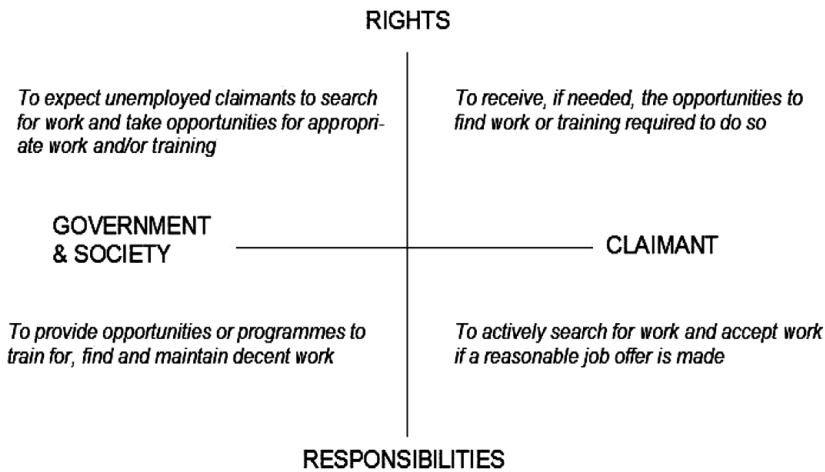 RIGHTS
To expect unemployed claimants to search
for work and take opportunities for appropri-
ate work and/or training
To receive, if needed, the opportunities to
find work or training required to do so
GOVERNMENT
& SOCIETY
CLAIMANT
To provide opportunities or programmes to
train for, find and maintain decent work
To actively search for work and accept work
if a reasonable job offer is made
RESPONSIBILITIES